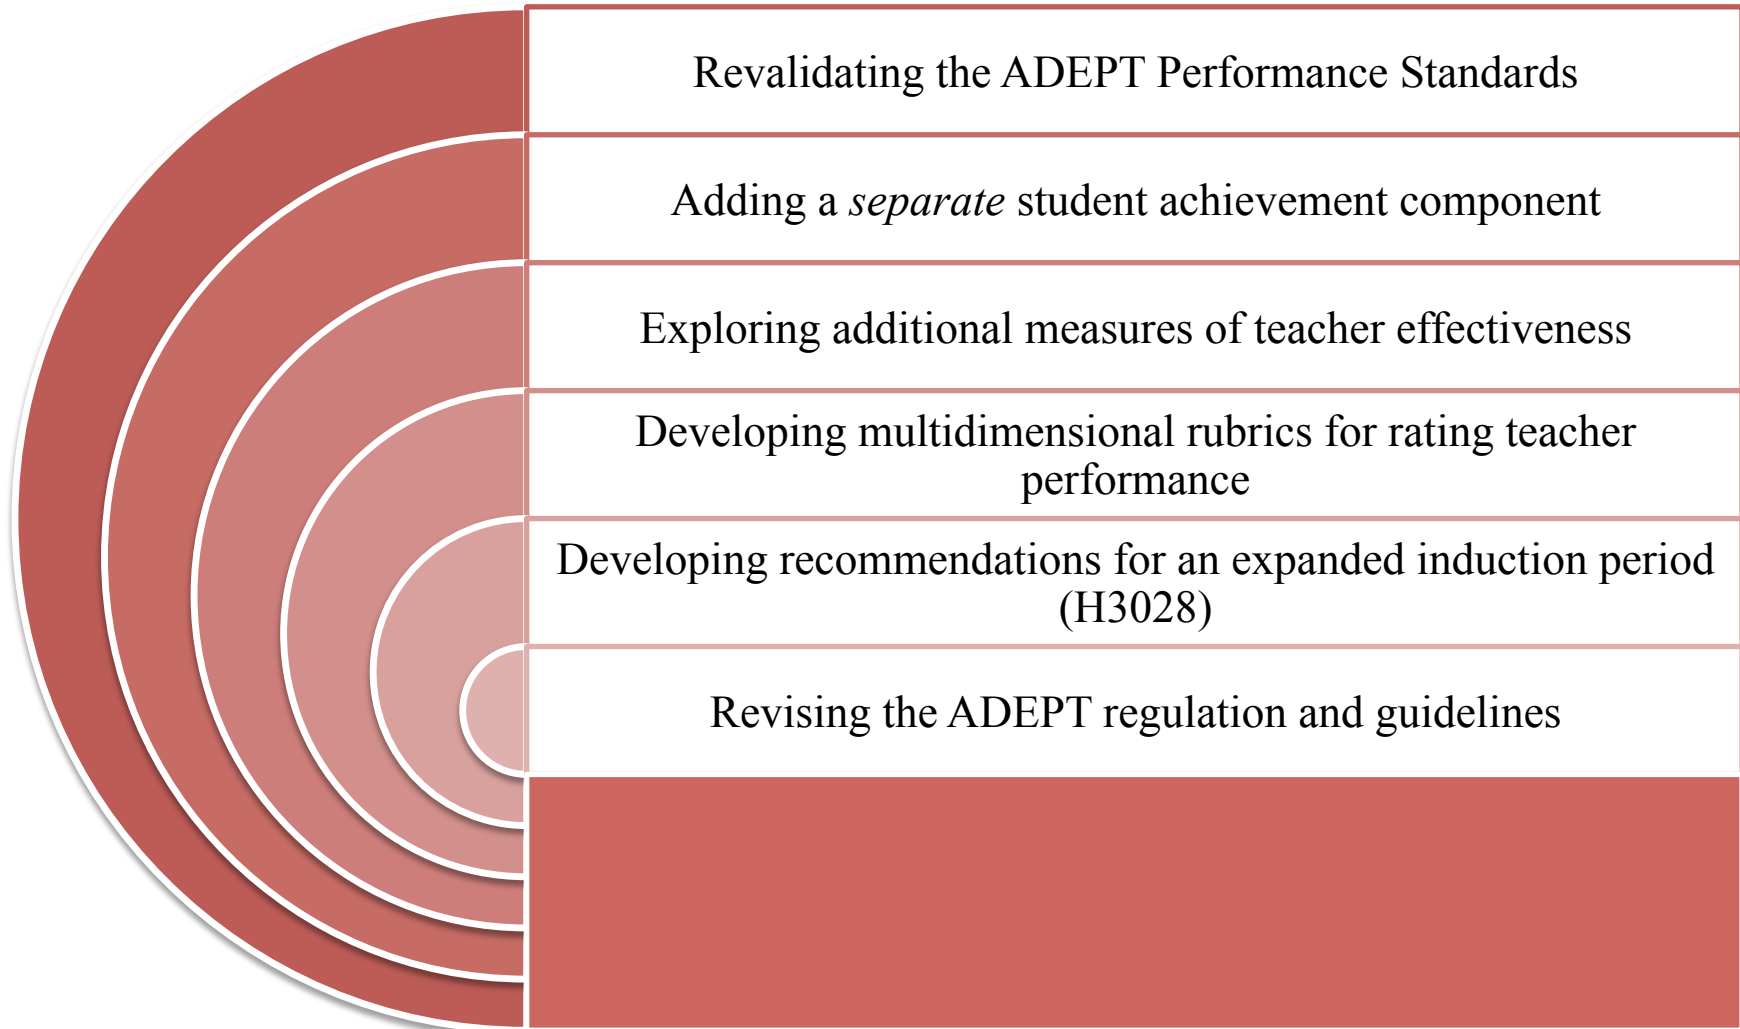 Revalidating the ADEPT Performance Standards
Adding a separate student achievement component
Exploring additional measures of teacher effectiveness
Developing multidimensional rubrics for rating teacher
performance
Developing recommendations for an expanded induction period
(H3028)
Revising the ADEPT regulation and guidelines